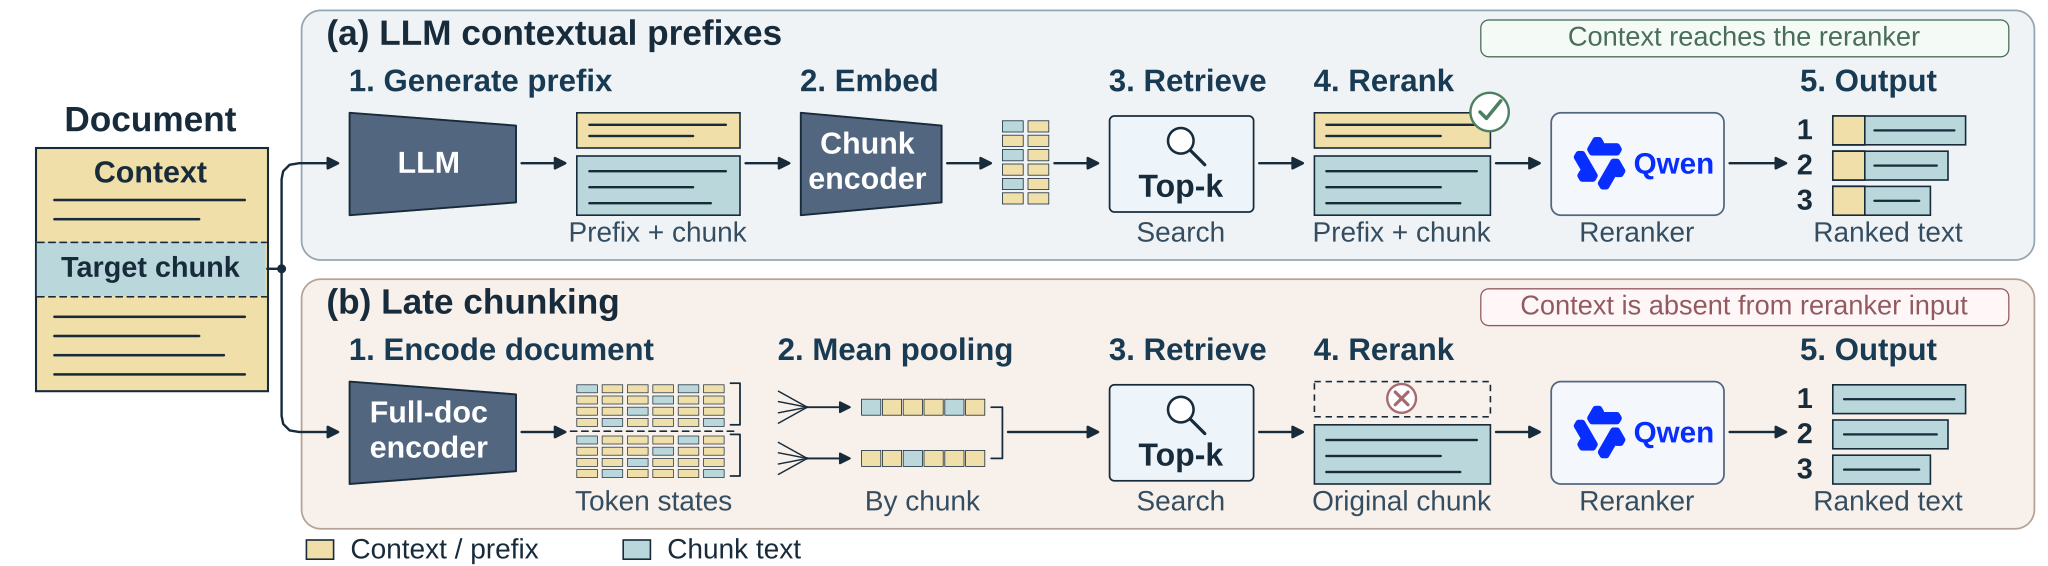 Document
Context
Target chunk
(a) LLM contextual prefixes
Context reaches the reranker
1. Generate prefix
2. Embed
3. Retrieve
4. Rerank
5. Output
LLM
Chunk
encoder
Top-k
Qwen
1
2
3
Prefix + chunk
Search
Prefix + chunk
Reranker
Ranked text
(b) Late chunking
Context is absent from reranker input
1. Encode document
2. Mean pooling
3. Retrieve
4. Rerank
5. Output
Full-doc
encoder
Top-k
Qwen
1
2
3
Token states
By chunk
Search
Original chunk
Reranker
Ranked text
Context / prefix
Chunk text